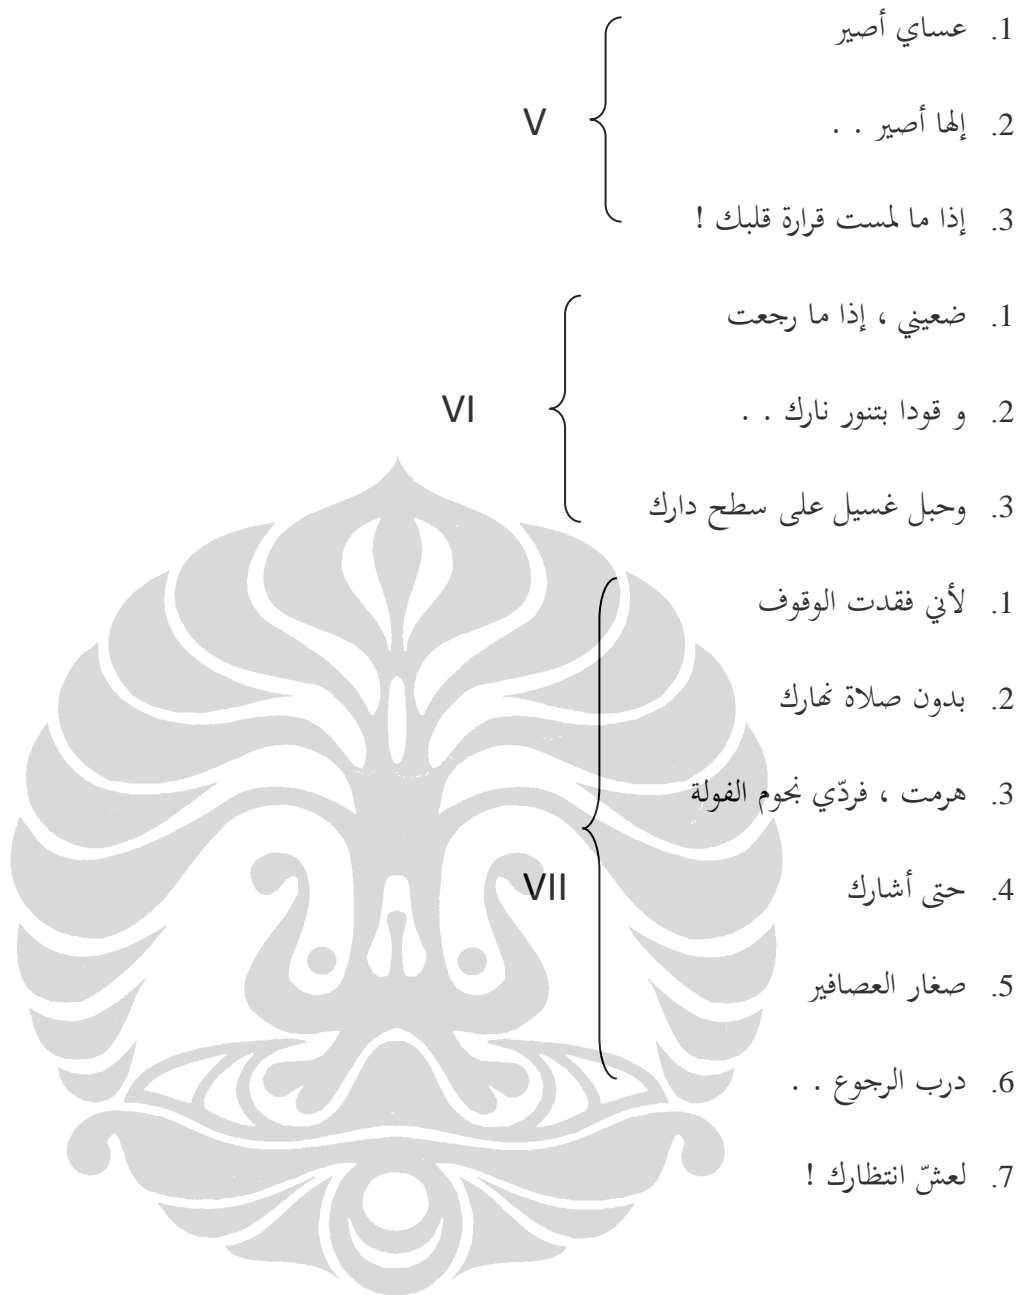 1. عساي أصير
2. إلها أصير . .
V
3. إذا ما لمست قرارة قلبك !
1. ضعيني ، إذا ما رجعت
2. و قودا بتنور نارك . .
VI
3. وحبل غسيل على سطح دارك
1. لأني فقدت الوقوف
2. بدون صلاة نهارك
3. هرمت ، فردّي نجوم الفولة
4. حتى أشارك
VII
5. صغار العصافير
6. درب الرجوع . .
7. لعشّ انتظارك !